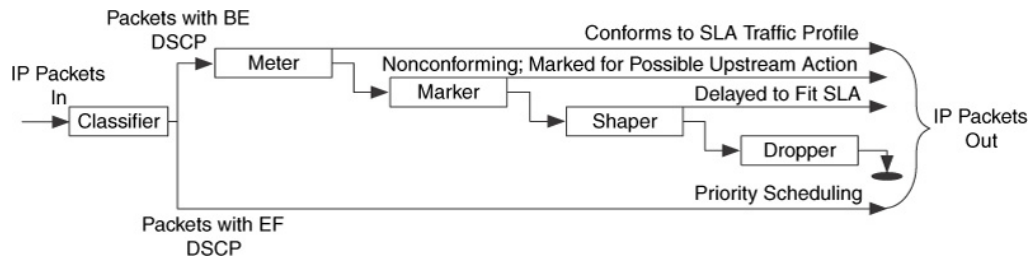 Packets with BE
DSCP
Conforms to SLA Traffic Profile
Meter
Nonconforming; Marked for Possible Upstream Action
IP Packets
In
Marker
Delayed to Fit SLA
Classifier
Shaper
IP Packets
Out
Dropper
Priority Scheduling
Packets with EF
DSCP